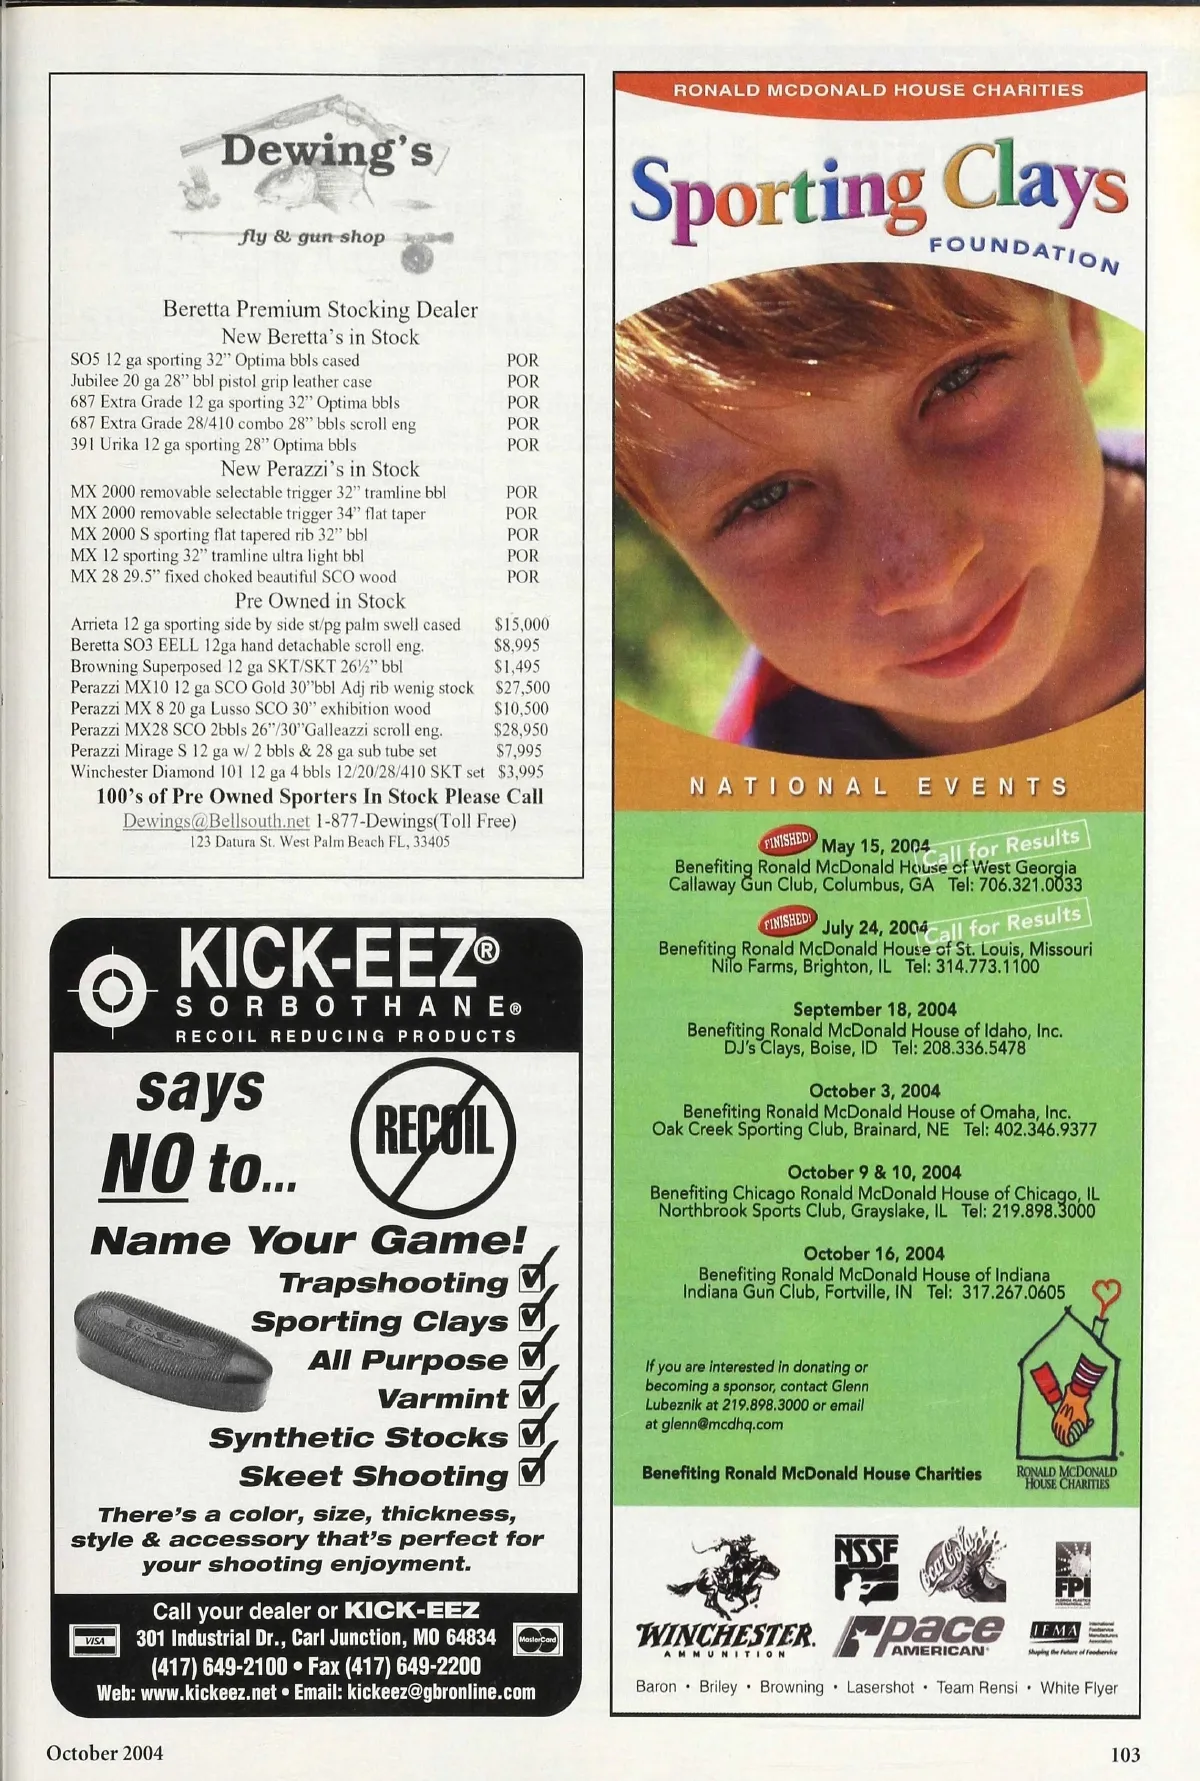 Dewing's
fly & gun shop
Beretta Premium Stocking Dealer
New Beretta's in Stock
SO5 12 ga sporting 32" Optima bbls cased POR
Jubilee 20 ga 28" bbl pistol grip leather case POR
687 Extra Grade 12 ga sporting 32" Optima bbls POR
687 Extra Grade 28/410 combo 28" bbls scroll eng POR
391 Urika 12 ga sporting 28" Optima bbls POR
New Perazzi's in Stock
MX 2000 removable selectable trigger 32" tramline bbl POR
MX 2000 removable selectable trigger 34" flat taper POR
MX 2000 S sporting flat tapered rib 32" bbl POR
MX 12 sporting 32" tramline ultra light bbl POR
MX 28 29.5" fixed choked beautiful SCO wood POR
Pre Owned in Stock
Arrieta 12 ga sporting side by side st/pg palm swell cased $15,000
Beretta SO3 EELL 12ga hand detachable scroll eng. $8,995
Browning Superposed 12 ga SKT/SKT 26½" bbl $1,495
Perazzi MX10 12 ga SCO Gold 30"bbl Adj rib wenig stock $27,500
Perazzi MX 8 20 ga Lusso SCO 30" exhibition wood $10,500
Perazzi MX28 SCO 2bbls 26"/30"Galleazzi scroll eng. $28,950
Perazzi Mirage S 12 ga w/ 2 bbls & 28 ga sub tube set $7,995
Winchester Diamond 101 12 ga 4 bbls 12/20/28/410 SKT set $3,995
100's of Pre Owned Sporters In Stock Please Call
Dewings@Bellsouth.net 1-877-Dewings(Toll Free)
123 Datura St. West Palm Beach FL, 33405
KICK-EEZ®
SORBOTHANE®
RECOIL REDUCING PRODUCTS
says
NO to...
RECOIL
Name Your Game!
Trapshooting
Sporting Clays
All Purpose
Varmint
Synthetic Stocks
Skeet Shooting
KICK-EEZ
There's a color, size, thickness,
style & accessory that's perfect for
your shooting enjoyment.
Call your dealer or KICK-EEZ
VISA
301 Industrial Dr., Carl Junction, MO 64834
MasterCard
(417) 649-2100 • Fax (417) 649-2200
Web: www.kickeez.net • Email: kickeez@gbronline.com
RONALD MCDONALD HOUSE CHARITIES
Sporting Clays
FOUNDATION
NATIONAL EVENTS
FINISHED! May 15, 2004 Call for Results
Benefiting Ronald McDonald House of West Georgia
Callaway Gun Club, Columbus, GA Tel: 706.321.0033
FINISHED! July 24, 2004 Call for Results
Benefiting Ronald McDonald House of St. Louis, Missouri
Nilo Farms, Brighton, IL Tel: 314.773.1100
September 18, 2004
Benefiting Ronald McDonald House of Idaho, Inc.
DJ's Clays, Boise, ID Tel: 208.336.5478
October 3, 2004
Benefiting Ronald McDonald House of Omaha, Inc.
Oak Creek Sporting Club, Brainard, NE Tel: 402.346.9377
October 9 & 10, 2004
Benefiting Chicago Ronald McDonald House of Chicago, IL
Northbrook Sports Club, Grayslake, IL Tel: 219.898.3000
October 16, 2004
Benefiting Ronald McDonald House of Indiana
Indiana Gun Club, Fortville, IN Tel: 317.267.0605
If you are interested in donating or
becoming a sponsor, contact Glenn
Lubeznik at 219.898.3000 or email
at glenn@mcdhq.com
Benefiting Ronald McDonald House Charities
RONALD MCDONALD
HOUSE CHARITIES
WINCHESTER.
AMMUNITION
NSSF
Coca-Cola
FPI
pace
AMERICAN
IFMA
International
Foodservice
Manufacturers
Association
Shaping the Future of Foodservice
Baron • Briley • Browning • Lasershot • Team Rensi • White Flyer
October 2004
103